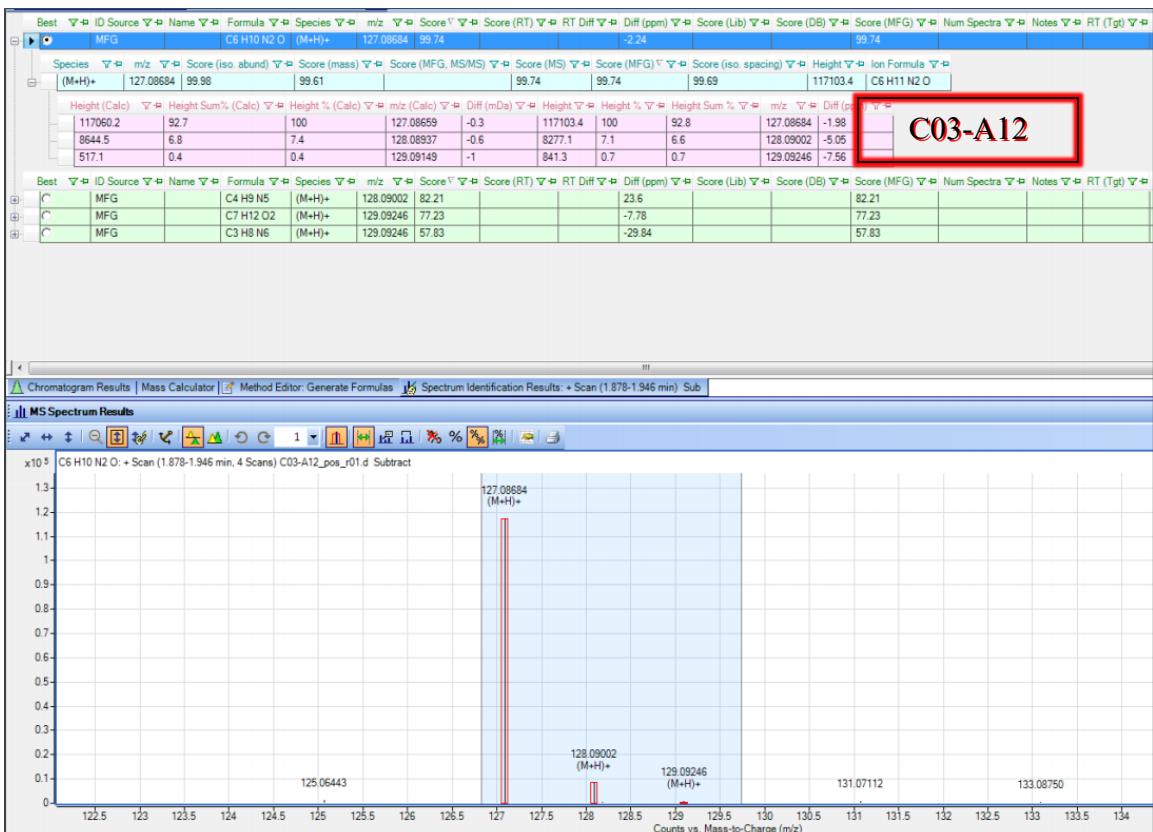 Best ID Source Name Formula Species m/z Score Score (RT) RT Diff Diff (ppm) Score (Lib) Score (DB) Score (MFG) Num Spectra Notes RT (Tgt)
MFG C6 H10 N2 O (M+H)+ 127.08684 99.74 -2.24 99.74
Species m/z Score (iso. abund) Score (mass) Score (MFG, MS/MS) Score (MS) Score (MFG) Score (iso. spacing) Height Ion Formula
(M+H)+ 127.08684 99.98 99.61 99.74 99.74 99.69 117103.4 C6 H11 N2 O
Height (Calc) Height Sum% (Calc) Height % (Calc) m/z (Calc) Diff (mDa) Height Height % Height Sum % m/z Diff (ppm)
117060.2 92.7 100 127.08659 -0.3 117103.4 100 92.8 127.08684 -1.98
8644.5 6.8 7.4 128.08937 -0.6 8277.1 7.1 6.6 128.09002 -5.05
517.1 0.4 0.4 129.09149 -1 841.3 0.7 0.7 129.09246 -7.56
C03-A12
Best ID Source Name Formula Species m/z Score Score (RT) RT Diff Diff (ppm) Score (Lib) Score (DB) Score (MFG) Num Spectra Notes RT (Tgt)
MFG C4 H9 N5 (M+H)+ 128.09002 82.21 23.6 82.21
MFG C7 H12 O2 (M+H)+ 129.09246 77.23 -7.78 77.23
MFG C3 H8 N6 (M+H)+ 129.09246 57.83 -29.84 57.83
Chromatogram Results Mass Calculator Method Editor: Generate Formulas Spectrum Identification Results: + Scan (1.878-1.946 min) Sub
MS Spectrum Results
1 % %
x10 5 C6 H10 N2 O: + Scan (1.878-1.946 min, 4 Scans) C03-A12_pos_r01.d Subtract
1.3
127.08684
(M+H)+
1.2
1.1
1
0.9
0.8
0.7
0.6
0.5
0.4
0.3
0.2
128.09002
(M+H)+
129.09246
(M+H)+
0.1
125.06443
131.07112
133.08750
0
122.5 123 123.5 124 124.5 125 125.5 126 126.5 127 127.5 128 128.5 129 129.5 130 130.5 131 131.5 132 132.5 133 133.5 134
Counts vs. Mass-to-Charge (m/z)